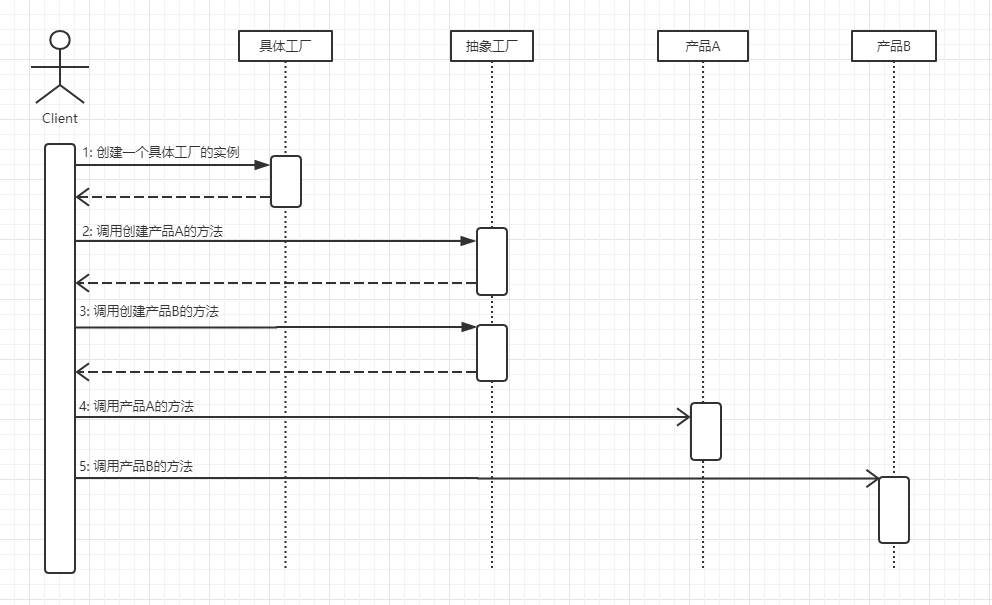 具体工厂
抽象工厂
产品A
产品B
Client
1: 创建一个具体工厂的实例
2: 调用创建产品A的方法
3: 调用创建产品B的方法
4: 调用产品A的方法
5: 调用产品B的方法